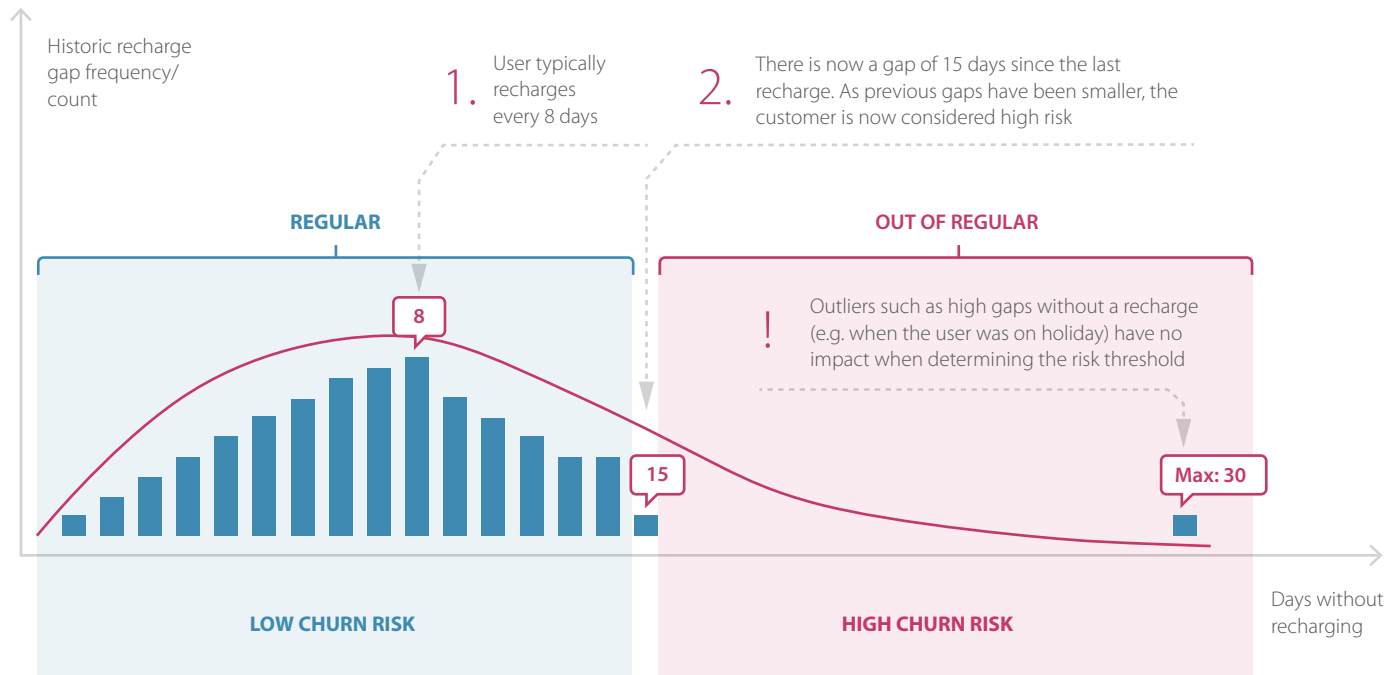 Historic recharge
gap frequency/
count
1.
User typically
recharges
every 8 days
2.
There is now a gap of 15 days since the last
recharge. As previous gaps have been smaller, the
customer is now considered high risk
REGULAR
OUT OF REGULAR
!
Outliers such as high gaps without a recharge
(e.g. when the user was on holiday) have no
impact when determining the risk threshold
8
15
Max: 30
LOW CHURN RISK
HIGH CHURN RISK
Days without
recharging